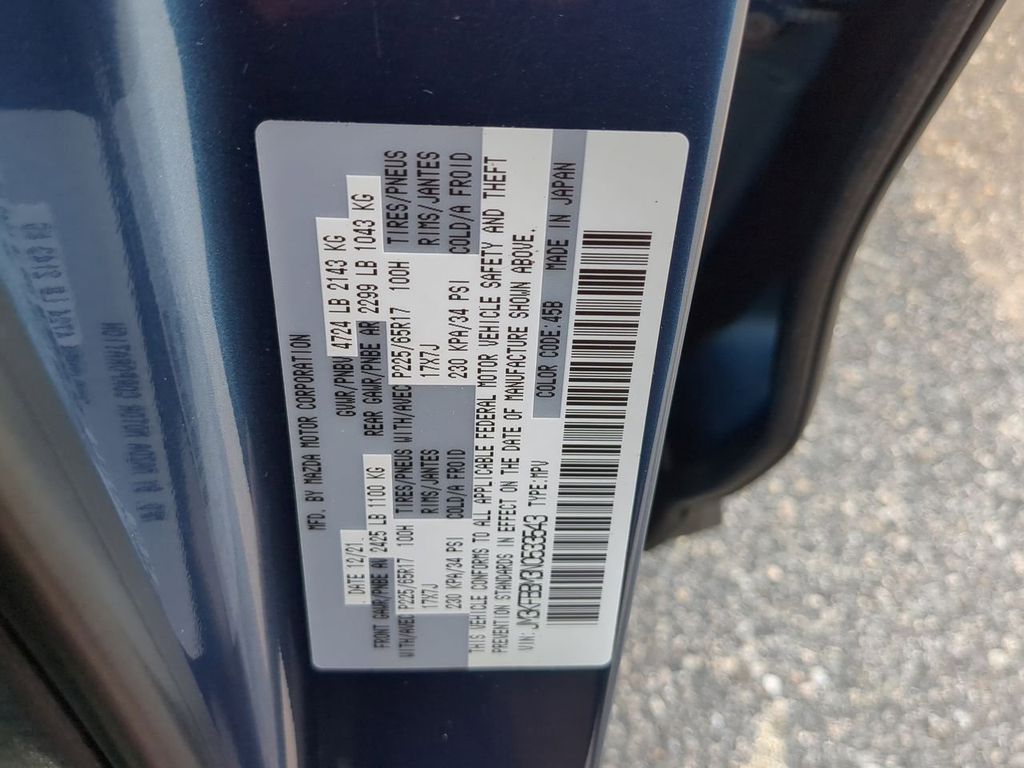 MFD. BY MAZDA MOTOR CORPORATION
DATE 12/21. GVWR/PNBV 4724 LB 2143 KG
FRONT GAWR/PNBE AV 2425 LB 1100 KG REAR GAWR/PNBE AR 2299 LB 1043 KG
WITH/AVEC P225/65R17 100H TIRES/PNEUS WITH/AVEC P225/65R17 100H TIRES/PNEUS
17X7J RIMS/JANTES 17X7J RIMS/JANTES
230 KPA/34 PSI COLD/A FROID 230 KPA/34 PSI COLD/A FROID
THIS VEHICLE CONFORMS TO ALL APPLICABLE FEDERAL MOTOR VEHICLE SAFETY AND THEFT
PREVENTION STANDARDS IN EFFECT ON THE DATE OF MANUFACTURE SHOWN ABOVE.
VIN: JM3KFBBM3N0533543 TYPE:MPV COLOR CODE:45B MADE IN JAPAN